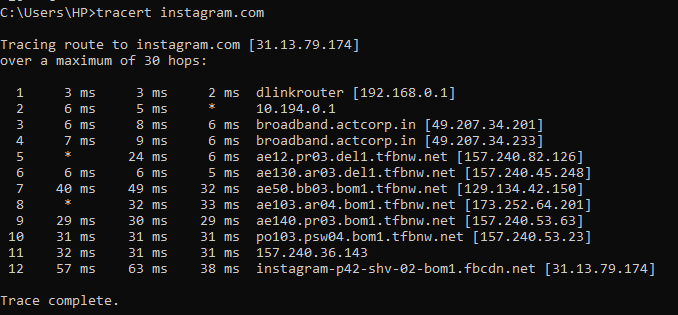 C:\Users\HP>tracert instagram.com
Tracing route to instagram.com [31.13.79.174]
over a maximum of 30 hops:
1 3 ms 3 ms 2 ms dlinkrouter [192.168.0.1]
2 6 ms 5 ms * 10.194.0.1
3 6 ms 8 ms 6 ms broadband.actcorp.in [49.207.34.201]
4 7 ms 9 ms 6 ms broadband.actcorp.in [49.207.34.233]
5 * 24 ms 6 ms ae12.pr03.del1.tfbnw.net [157.240.82.126]
6 6 ms 6 ms 5 ms ae130.ar03.del1.tfbnw.net [157.240.45.248]
7 40 ms 49 ms 32 ms ae50.bb03.bom1.tfbnw.net [129.134.42.150]
8 * 32 ms 33 ms ae103.ar04.bom1.tfbnw.net [173.252.64.201]
9 29 ms 30 ms 29 ms ae140.pr03.bom1.tfbnw.net [157.240.53.63]
10 31 ms 31 ms 31 ms po103.psw04.bom1.tfbnw.net [157.240.53.23]
11 32 ms 31 ms 31 ms 157.240.36.143
12 57 ms 63 ms 38 ms instagram-p42-shv-02-bom1.fbcdn.net [31.13.79.174]
Trace complete.